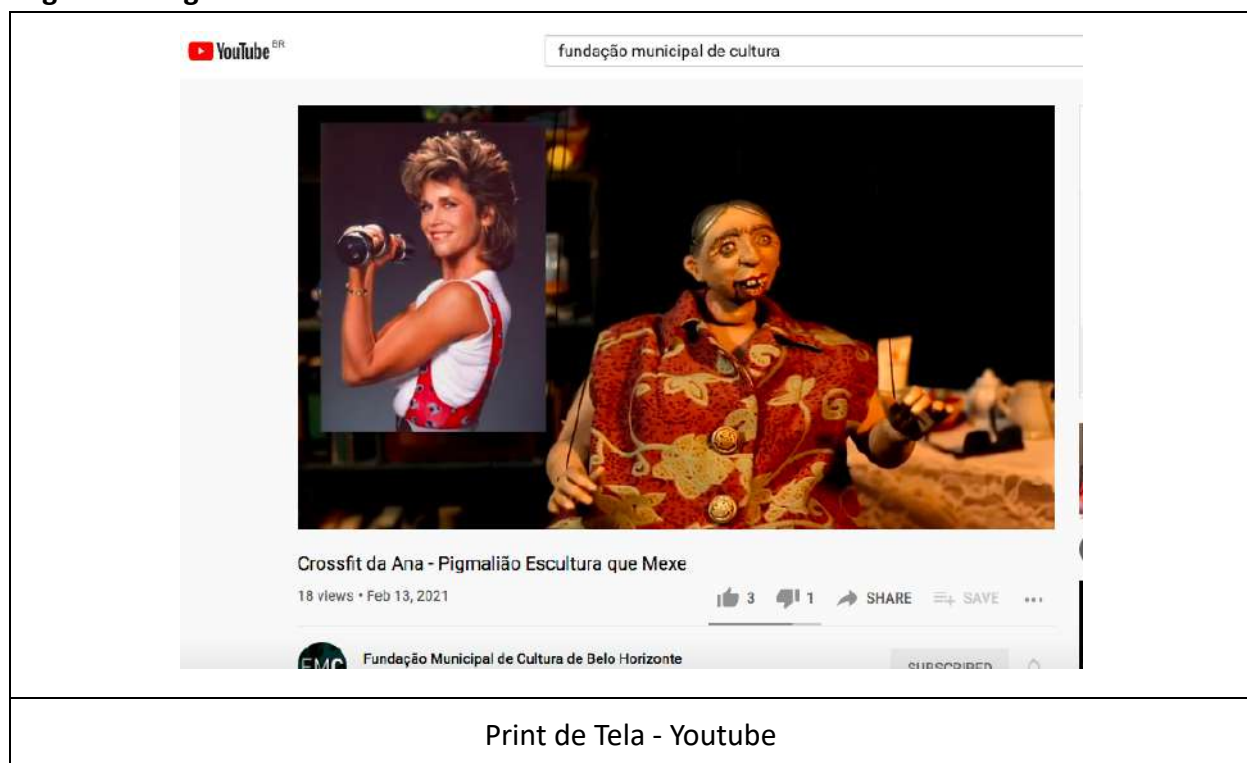 YouTube BR
fundação municipal de cultura
Crossfit da Ana - Pigmalião Escultura que Mexe
18 views • Feb 13, 2021
3 1 SHARE SAVE
FMC
Fundação Municipal de Cultura de Belo Horizonte
SUBSCRIBED
Print de Tela - Youtube